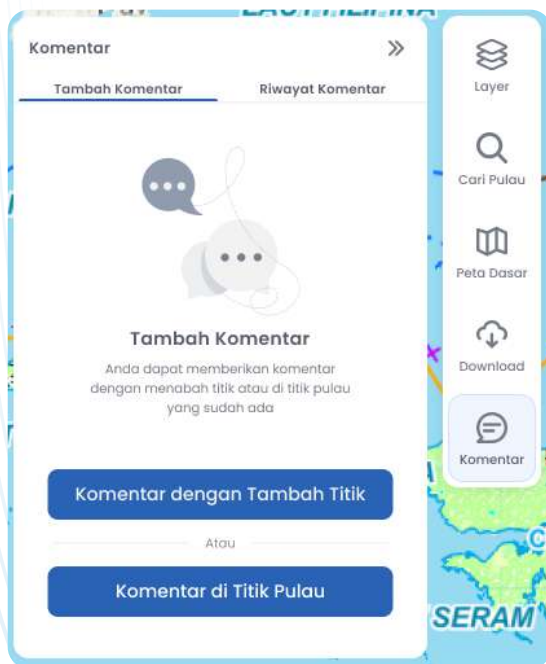 Komentar
Tambah Komentar
Riwayat Komentar
Tambah Komentar
Anda dapat memberikan komentar
dengan menabah titik atau di titik pulau
yang sudah ada
Komentar dengan Tambah Titik
Atau
Komentar di Titik Pulau
Layer
Cari Pulau
Peta Dasar
Download
Komentar
SERAM